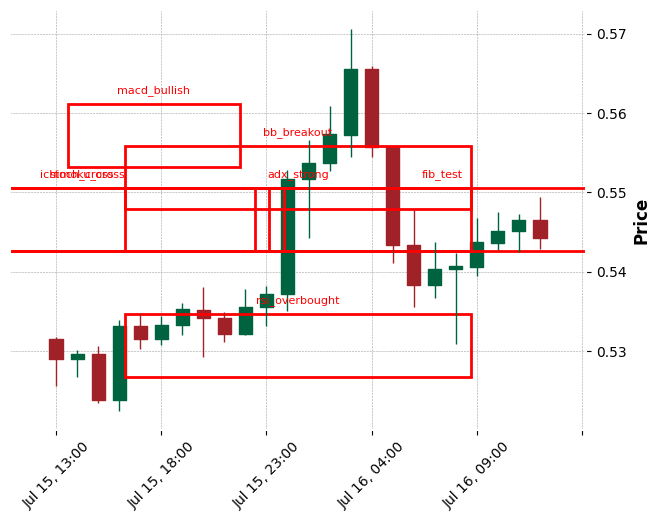 0.57
macd_bullish
0.56
bb_breakout
adx_strong
fib_test
0.55
Price
0.54
0.53
Jul 15, 13:00
Jul 15, 18:00
Jul 15, 23:00
Jul 16, 04:00
Jul 16, 09:00